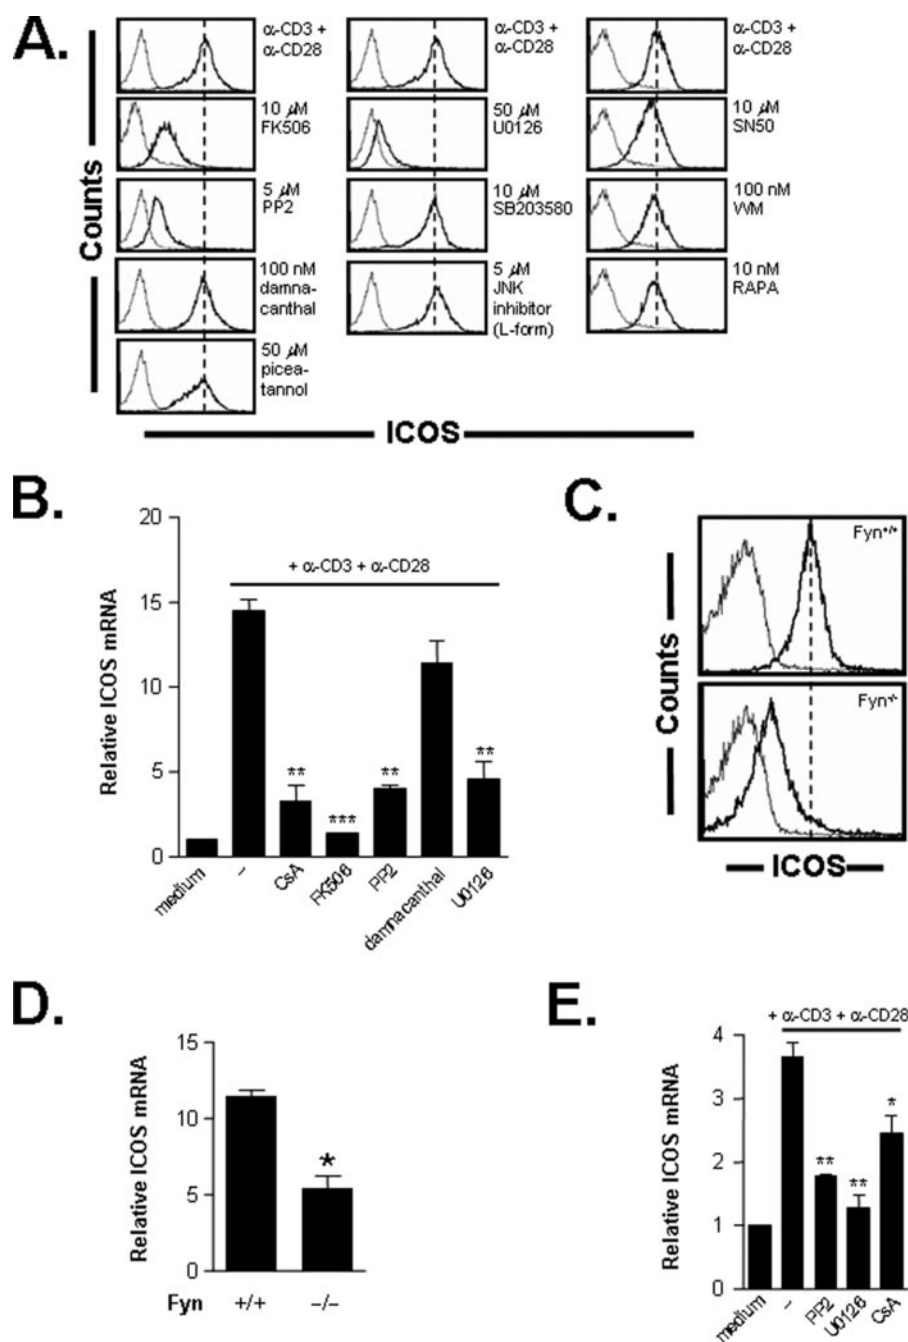 A.
Counts
α-CD3 +
α-CD28
10 μM
FK506
5 μM
PP2
100 nM
damna-
canthal
50 μM
picea-
tannol
α-CD3 +
α-CD28
50 μM
U0126
10 μM
SB203580
5 μM
JNK
inhibitor
(L-form)
α-CD3 +
α-CD28
10 μM
SN50
100 nM
WM
10 nM
RAPA
ICOS
B.
Relative ICOS mRNA
20
15
10
5
0
+ α-CD3 + α-CD28
**
***
**
**
medium
–
CsA
FK506
PP2
damnacanthal
U0126
C.
Counts
Fyn+/+
Fyn-/-
ICOS
D.
Relative ICOS mRNA
15
10
5
0
*
Fyn +/+ –/–
E.
+ α-CD3 + α-CD28
Relative ICOS mRNA
4
3
2
1
0
**
**
*
medium
–
PP2
U0126
CsA